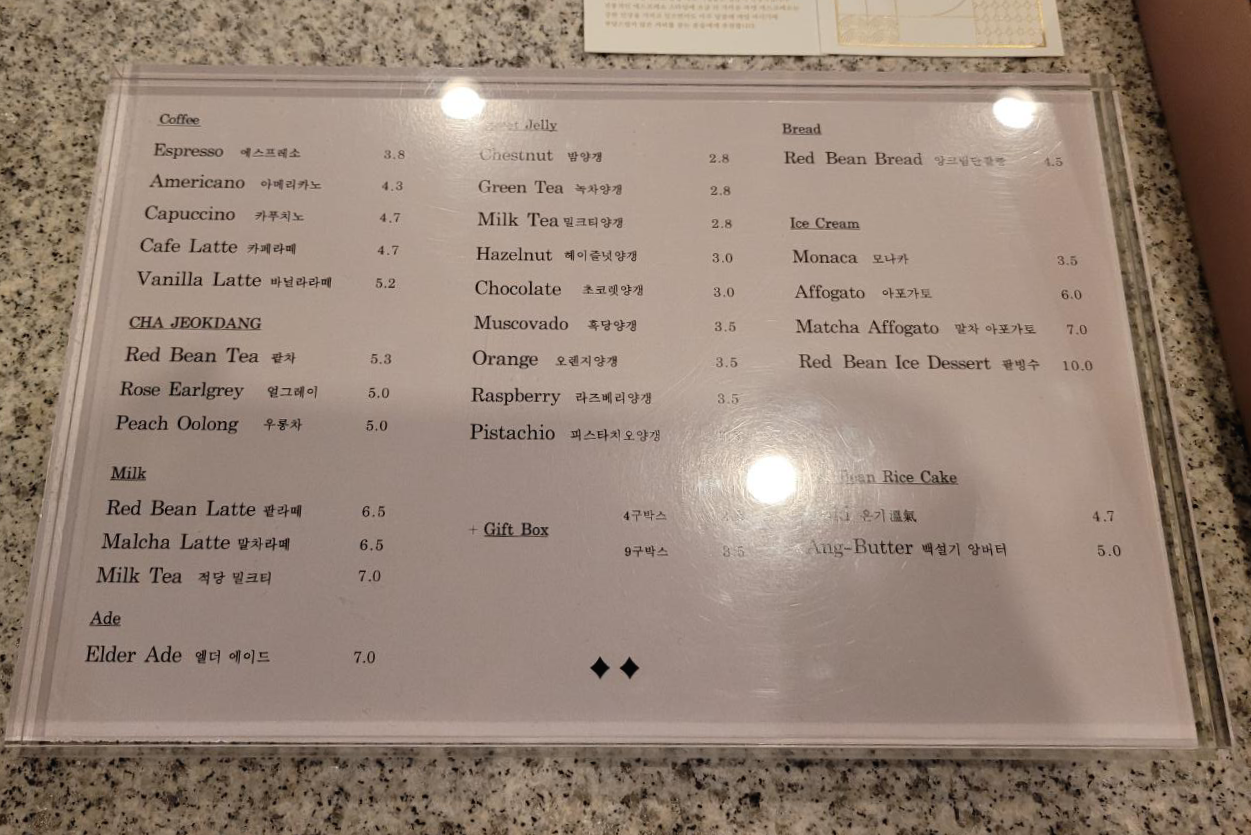 Coffee
Espresso 에스프레소 3.8
Americano 아메리카노 4.3
Capuccino 카푸치노 4.7
Cafe Latte 카페라떼 4.7
Vanilla Latte 바닐라라떼 5.2
CHA JEOKDANG
Red Bean Tea 팥차 5.3
Rose Earlgrey 얼그레이 5.0
Peach Oolong 우롱차 5.0
Milk
Red Bean Latte 팥라떼 6.5
Malcha Latte 말차라떼 6.5
Milk Tea 적당 밀크티 7.0
Ade
Elder Ade 엘더 에이드 7.0
Jelly
Chestnut 밤양갱 2.8
Green Tea 녹차양갱 2.8
Milk Tea 밀크티양갱 2.8
Hazelnut 헤이즐넛양갱 3.0
Chocolate 초코렛양갱 3.0
Muscovado 흑당양갱 3.5
Orange 오렌지양갱 3.5
Raspberry 라즈베리양갱 3.5
Pistachio 피스타치오양갱
+ Gift Box
4구박스
9구박스 3.5
Bread
Red Bean Bread 4.5
Ice Cream
Monaca 모나카 3.5
Affogato 아포가토 6.0
Matcha Affogato 말차 아포가토 7.0
Red Bean Ice Dessert 팥빙수 10.0
Bean Rice Cake
온기 溫氣 4.7
Ang-Butter 백설기 앙버터 5.0